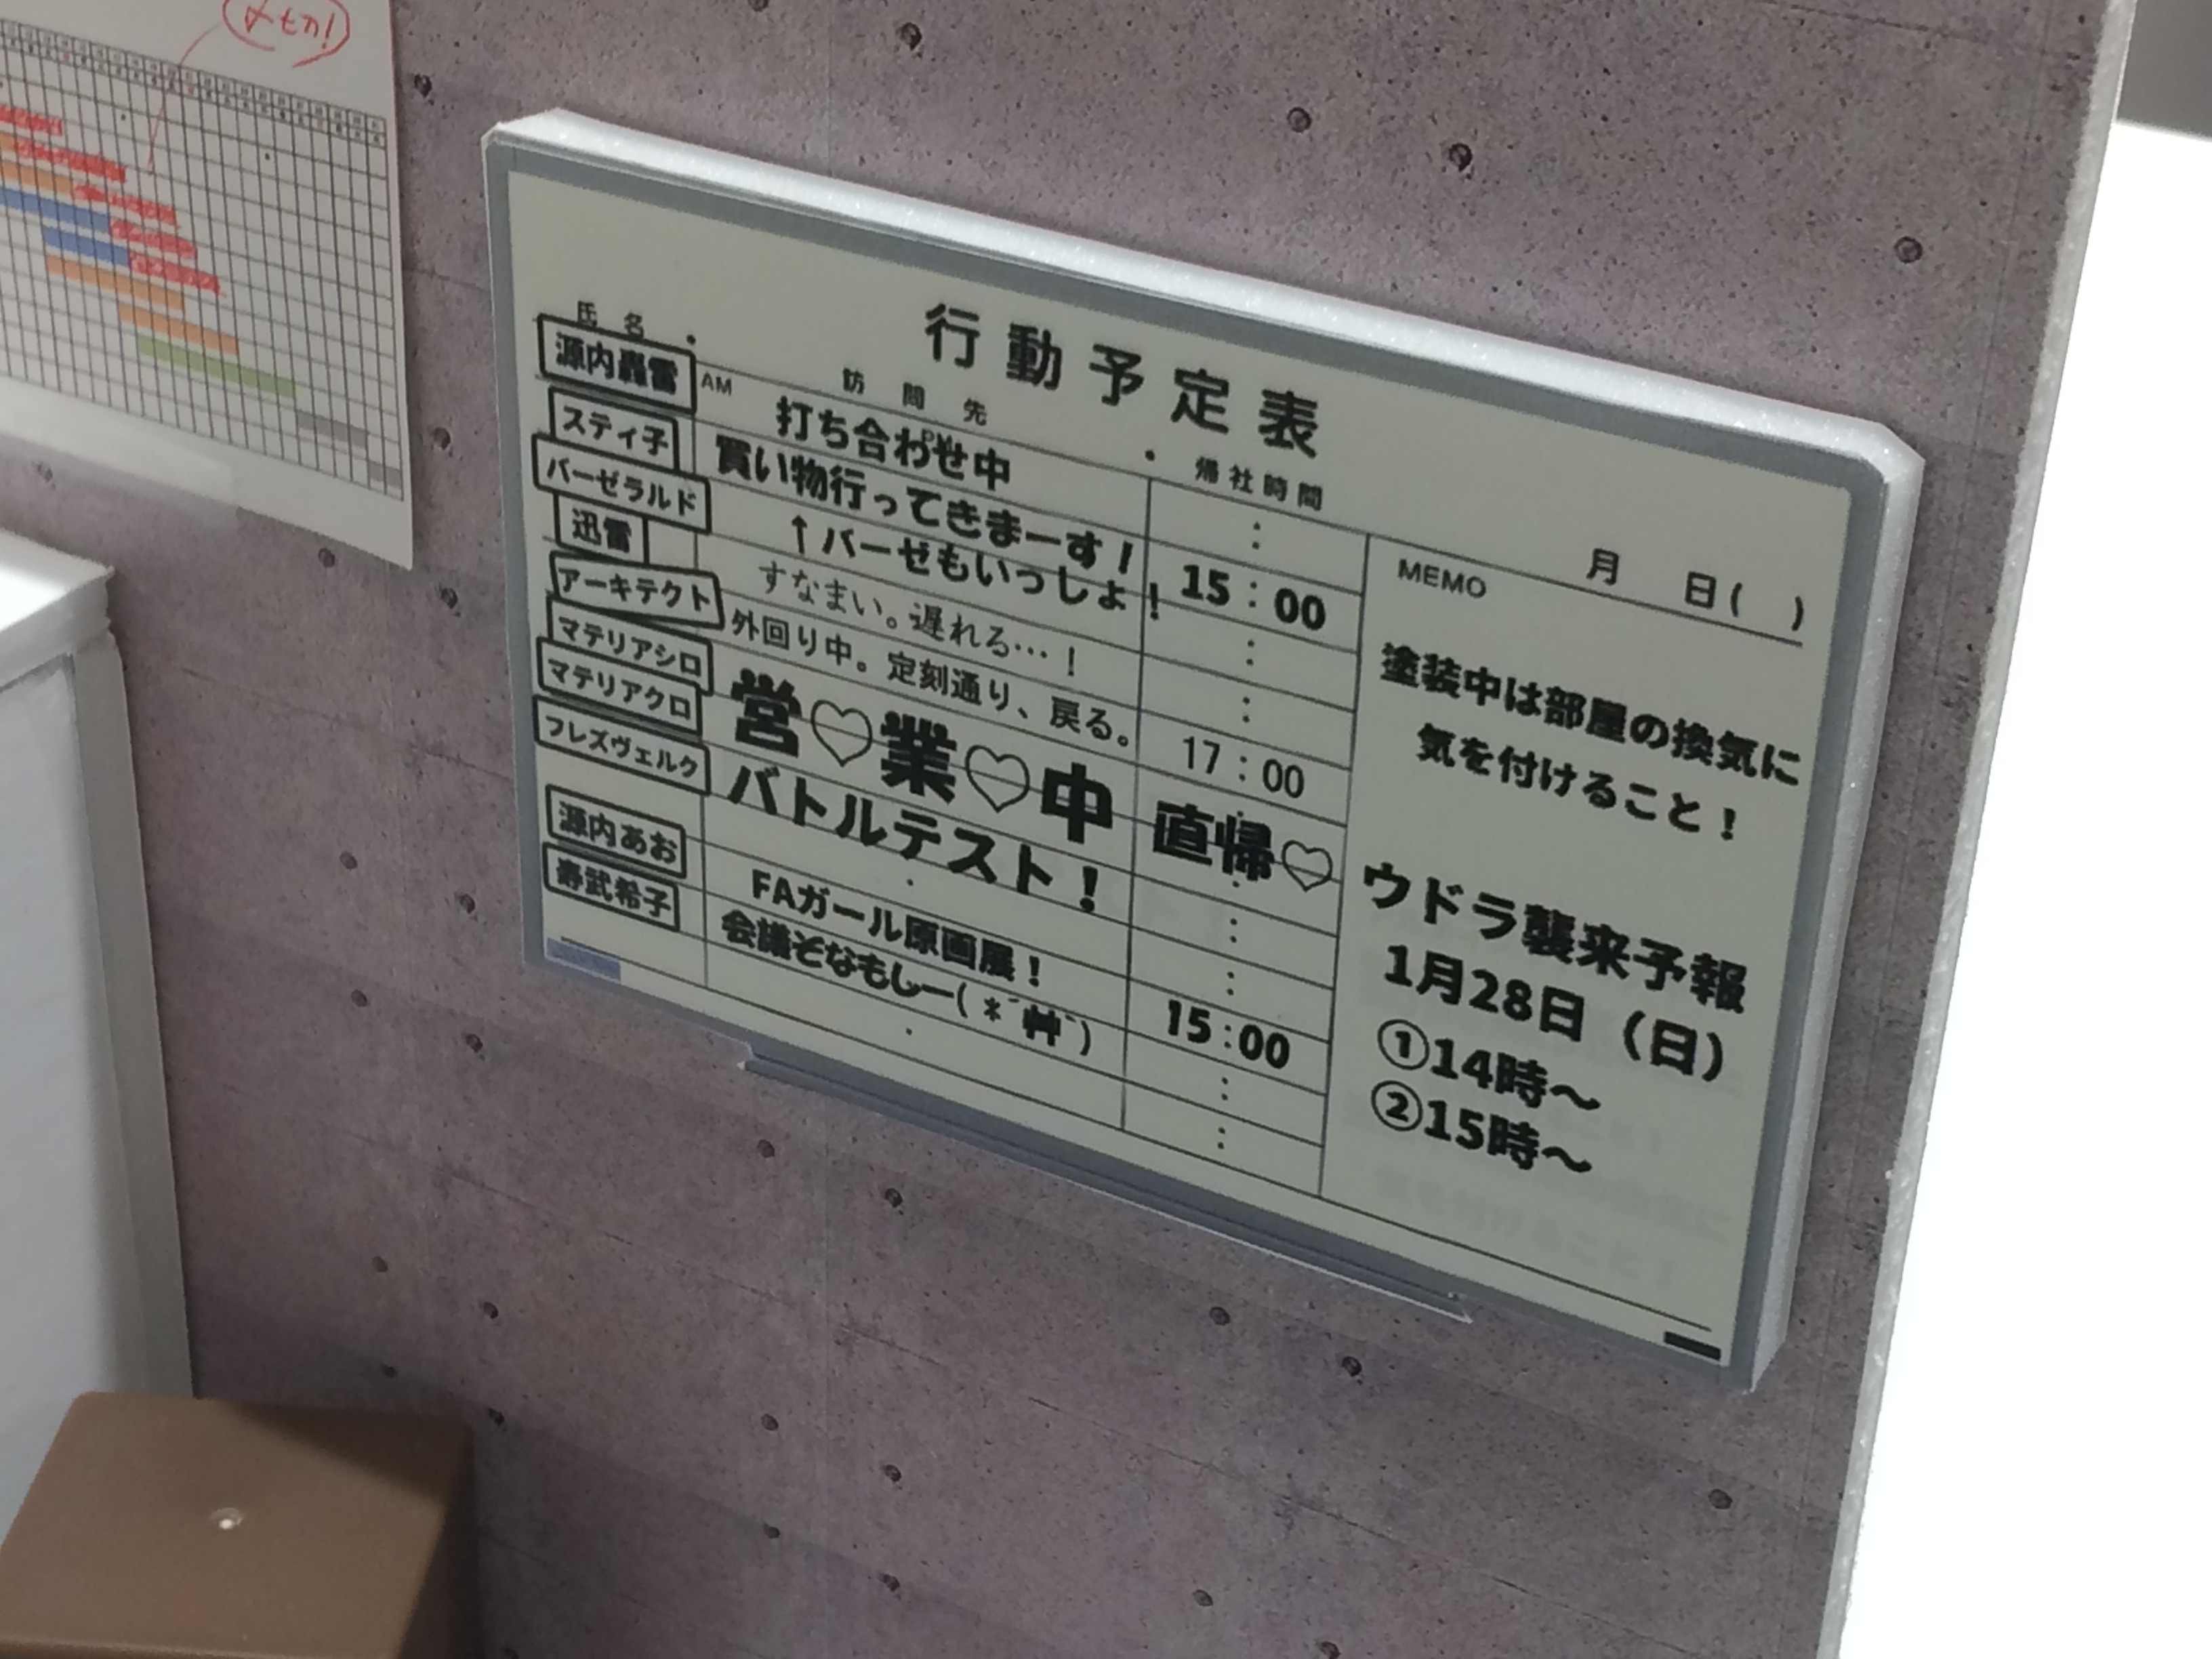 〆切!
行動予定表
氏名
訪問先
帰社時間
月 日( )
源内轟雷 AM 打ち合わせ中 :
スティ子 買い物行ってきまーす! 15:00
バーゼラルド ↑バーゼもいっしょ! :
迅雷 すなまい。遅れる…! :
アーキテクト 外回り中。定刻通り、戻る。 17:00
マテリアシロ
マテリアクロ
営♡業♡中 直帰♡
フレズヴェルク バトルテスト! :
:
源内あお FAガール原画展! 15:00
寿武希子 会議ぞなもしー(*´艸`) :
:
MEMO
塗装中は部屋の換気に
気を付けること!
ウドラ襲来予報
1月28日(日)
①14時~
②15時~